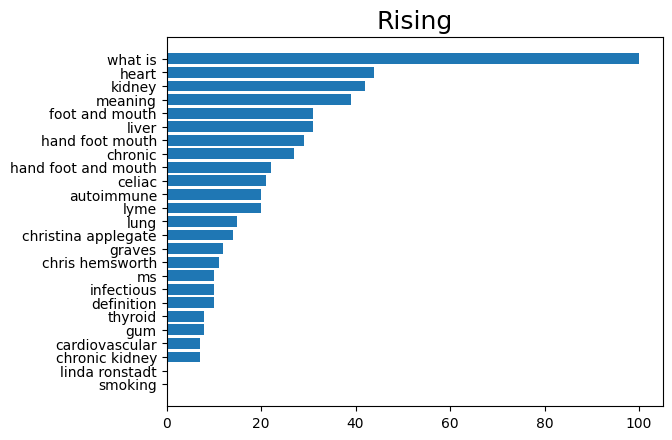 Rising
what is
heart
kidney
meaning
foot and mouth
liver
hand foot mouth
chronic
hand foot and mouth
celiac
autoimmune
lyme
lung
christina applegate
graves
chris hemsworth
ms
infectious
definition
thyroid
gum
cardiovascular
chronic kidney
linda ronstadt
smoking
0 20 40 60 80 100